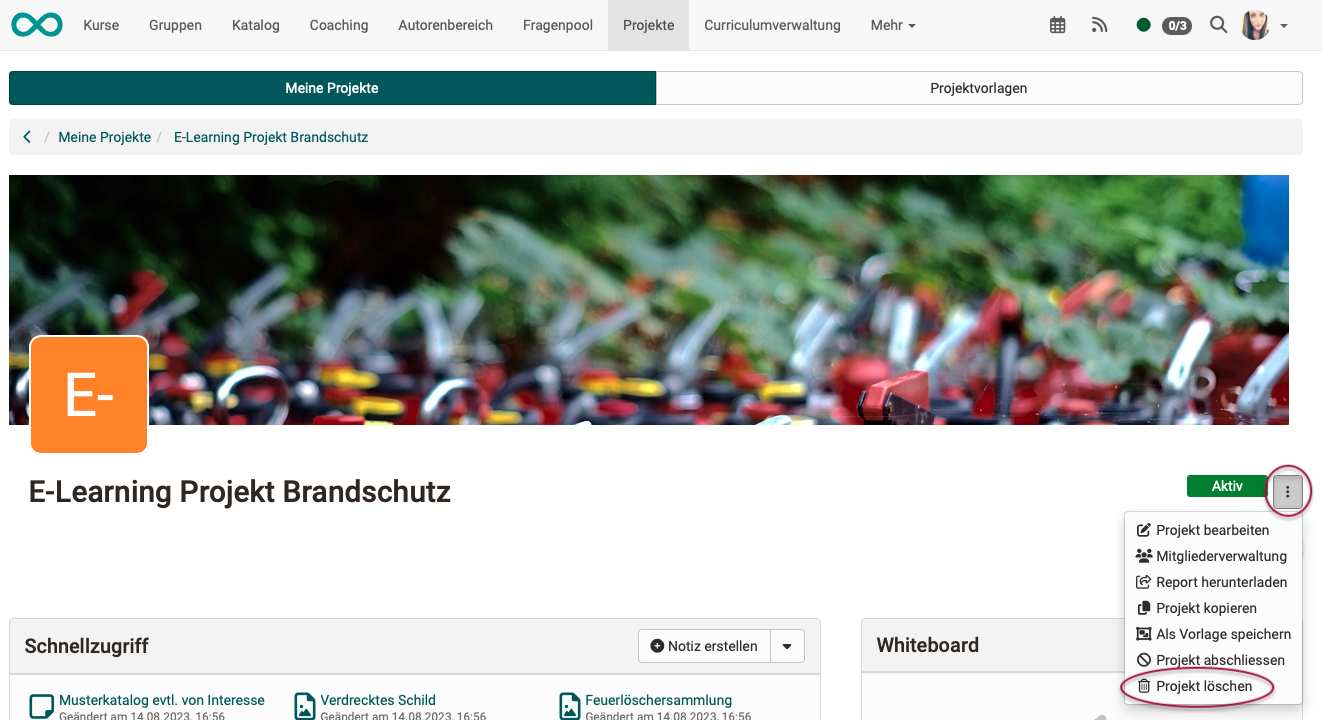 Kurse Gruppen Katalog Coaching Autorenbereich Fragenpool Projekte Curriculumverwaltung Mehr 0/3
Meine Projekte Projektvorlagen
/ Meine Projekte / E-Learning Projekt Brandschutz
E-
E-Learning Projekt Brandschutz
Aktiv
Projekt bearbeiten
Mitgliederverwaltung
Report herunterladen
Projekt kopieren
Als Vorlage speichern
Projekt abschliessen
Projekt löschen
Schnellzugriff Notiz erstellen
Whiteboard
Musterkatalog evtl. von Interesse
Geändert am 14.08.2023, 16:56
Verdrecktes Schild
Geändert am 14.08.2023, 16:56
Feuerlöschersammlung
Geändert am 14.08.2023, 16:56